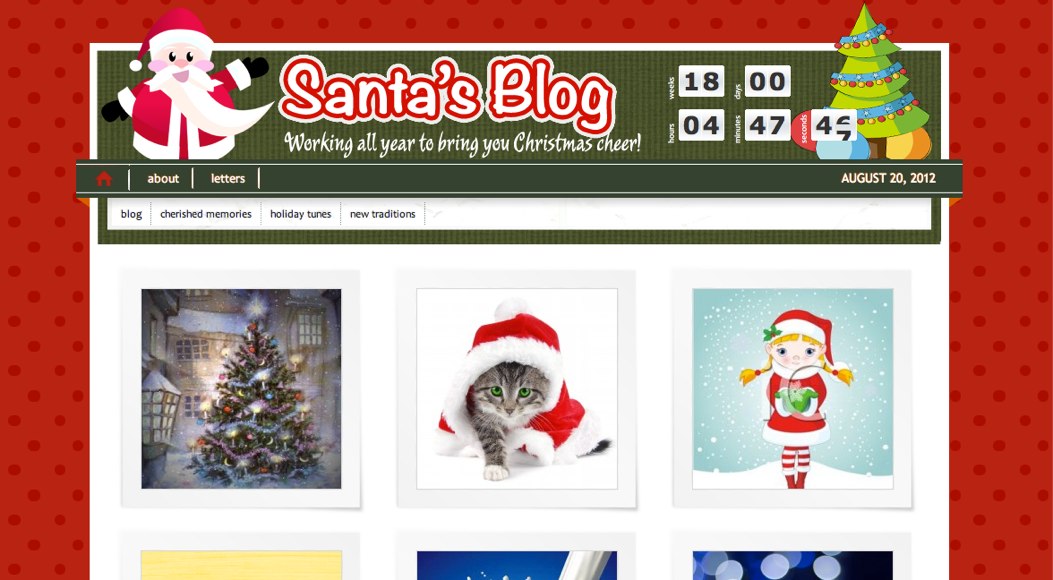 Santa's Blog
Working all year to bring you Christmas cheer!
weeks 18 days 00
hours 04 minutes 47 seconds
about letters AUGUST 20, 2012
blog cherished memories holiday tunes new traditions